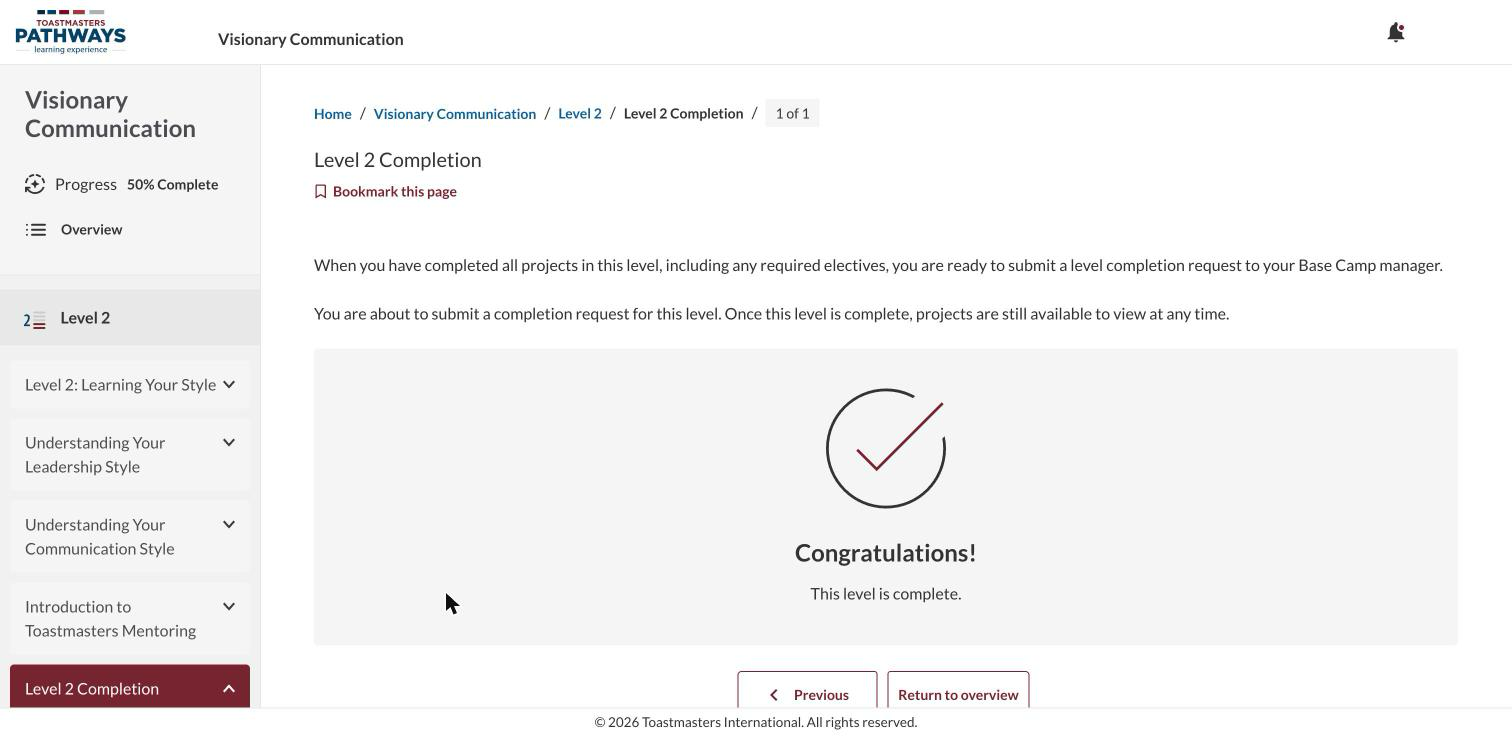 TOASTMASTERS
PATHWAYS
learning experience
Visionary Communication
Visionary
Communication
Progress 50% Complete
Overview
2 Level 2
Level 2: Learning Your Style
Understanding Your
Leadership Style
Understanding Your
Communication Style
Introduction to
Toastmasters Mentoring
Level 2 Completion
Home / Visionary Communication / Level 2 / Level 2 Completion / 1 of 1
Level 2 Completion
Bookmark this page
When you have completed all projects in this level, including any required electives, you are ready to submit a level completion request to your Base Camp manager.
You are about to submit a completion request for this level. Once this level is complete, projects are still available to view at any time.
Congratulations!
This level is complete.
Previous
Return to overview
© 2026 Toastmasters International. All rights reserved.